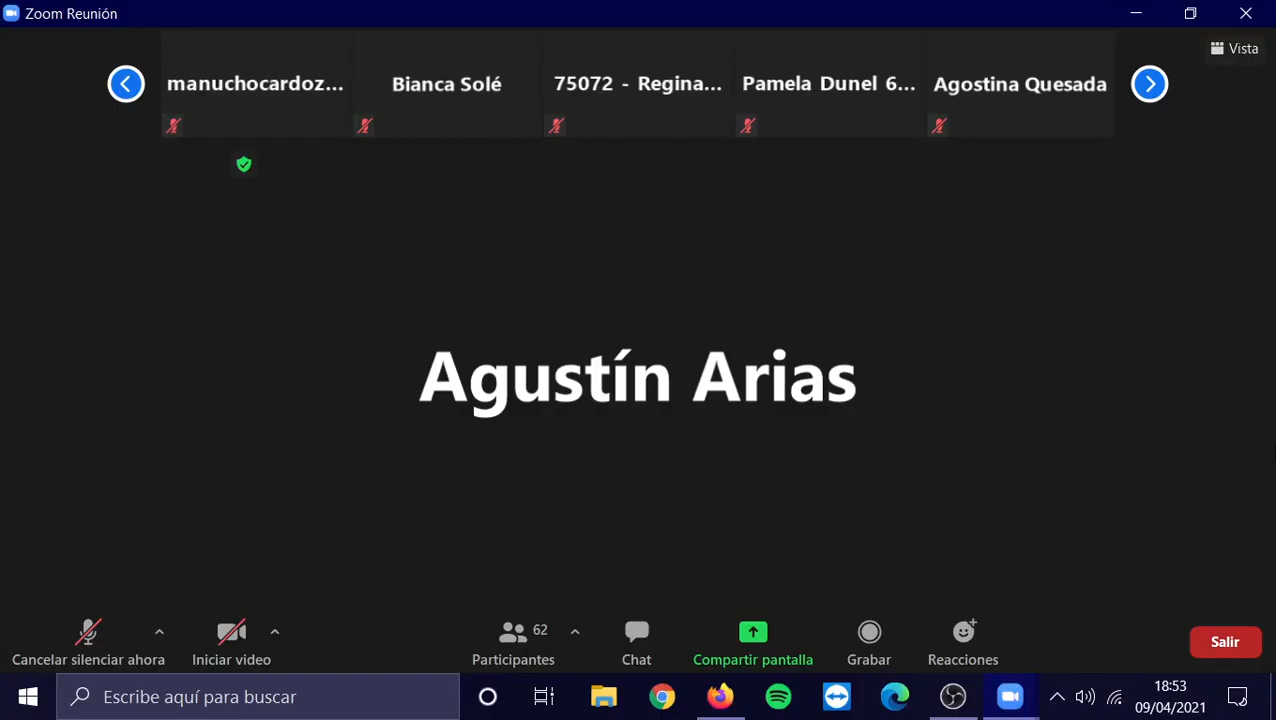 Zoom Reunión
Vista
manuchocardoz...
Bianca Solé
75072 - Regina...
Pamela Dunel 6...
Agostina Quesada
Agustín Arias
62
Cancelar silenciar ahora
Iniciar video
Participantes
Chat
Compartir pantalla
Grabar
Reacciones
Salir
Escribe aquí para buscar
18:53
09/04/2021